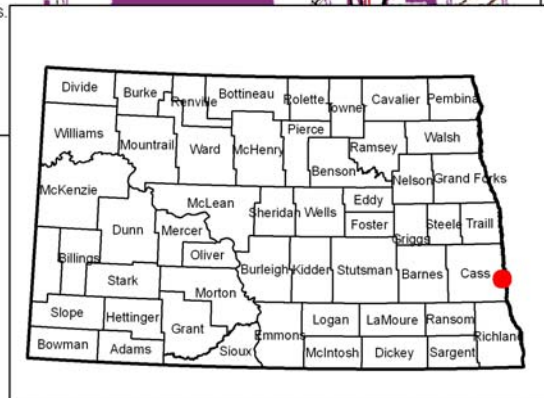 s.
Divide Burke Renville Bottineau Rolette Towner Cavalier Pembina
Williams Mountrail Ward McHenry Pierce Ramsey Walsh
Benson Nelson Grand Forks
McKenzie McLean Sheridan Wells Eddy
Foster Griggs Steele Traill
Dunn Mercer
Oliver
Billings Stark Morton Burleigh Kidder Stutsman Barnes Cass
Slope Hettinger Grant Emmons Logan LaMoure Ransom Richland
Bowman Adams Sioux McIntosh Dickey Sargent